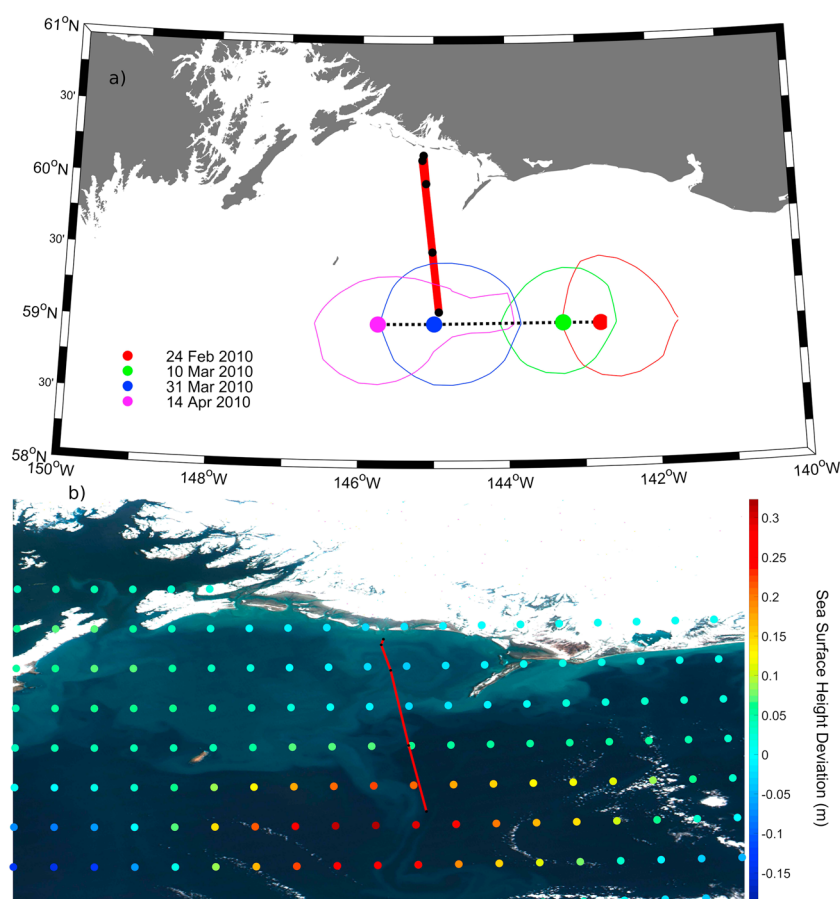 61°N
a)
30'
60°N
30'
59°N
24 Feb 2010
10 Mar 2010
31 Mar 2010
14 Apr 2010
30'
58°N
150°W
148°W
146°W
144°W
142°W
140°W
b)
0.3
0.25
0.2
0.15
0.1
0.05
0
-0.05
-0.1
-0.15
Sea Surface Height Deviation (m)